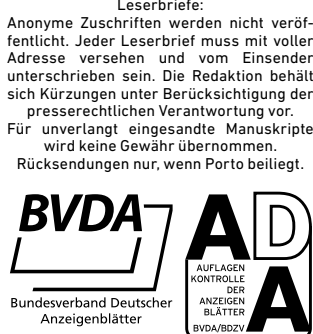 Leserbriefe:
Anonyme Zuschriften werden nicht veröf-
fentlicht. Jeder Leserbrief muss mit voller
Adresse versehen und vom Einsender
unterschrieben sein. Die Redaktion behält
sich Kürzungen unter Berücksichtigung der
presserechtlichen Verantwortung vor.
Für unverlangt eingesandte Manuskripte
wird keine Gewähr übernommen.
Rücksendungen nur, wenn Porto beiliegt.
BVDA
Bundesverband Deutscher
Anzeigenblätter
ADA
AUFLAGEN
KONTROLLE
DER
ANZEIGEN
BLÄTTER
BVDA/BDZV